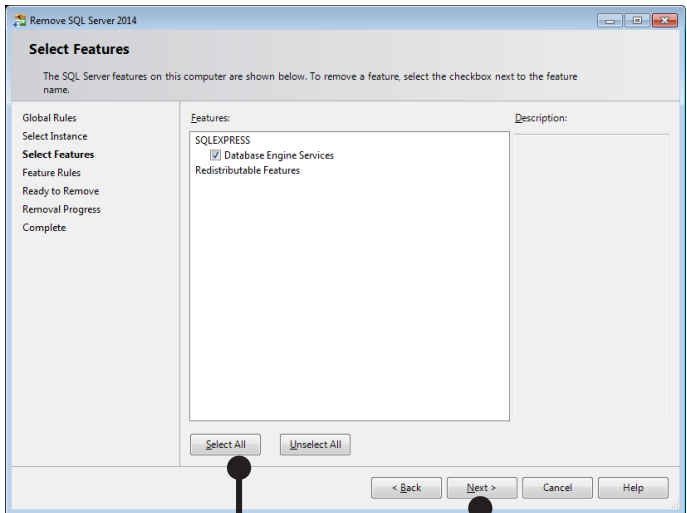 Remove SQL Server 2014
Select Features
The SQL Server features on this computer are shown below. To remove a feature, select the checkbox next to the feature
name.
Global Rules
Select Instance
Select Features
Feature Rules
Ready to Remove
Removal Progress
Complete
Features:
SQLEXPRESS
Database Engine Services
Redistributable Features
Description:
Select All
Unselect All
< Back
Next >
Cancel
Help